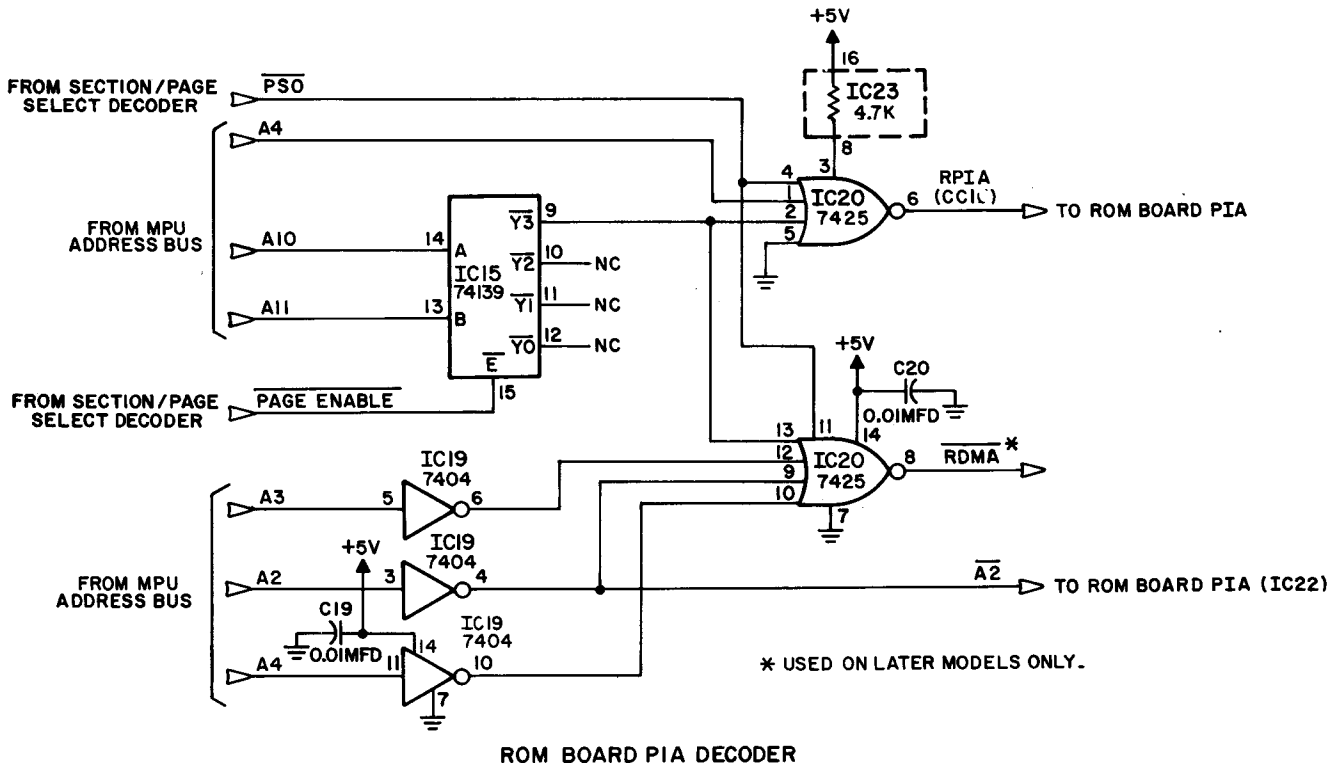 +5V
16
IC23
4.7K
8
FROM SECTION/PAGE
SELECT DECODER
PS0
A4
FROM MPU
ADDRESS BUS
A10
A11
14
A
IC15
74139
13
B
Y3
9
Y2
10
NC
Y1
11
NC
Y0
12
NC
E
15
FROM SECTION/PAGE
SELECT DECODER
PAGE ENABLE
3
4
1
2
5
IC20
7425
6
RPIA
TO ROM BOARD PIA
+5V
C20
0.01MFD
14
11
13
12
9
10
IC20
7425
8
RDMA*
7
FROM MPU
ADDRESS BUS
A3
5
IC19
7404
6
A2
3
IC19
7404
4
A2
TO ROM BOARD PIA (IC22)
+5V
C19
0.01MFD
14
A4
11
IC19
7404
10
7
* USED ON LATER MODELS ONLY.
ROM BOARD PIA DECODER